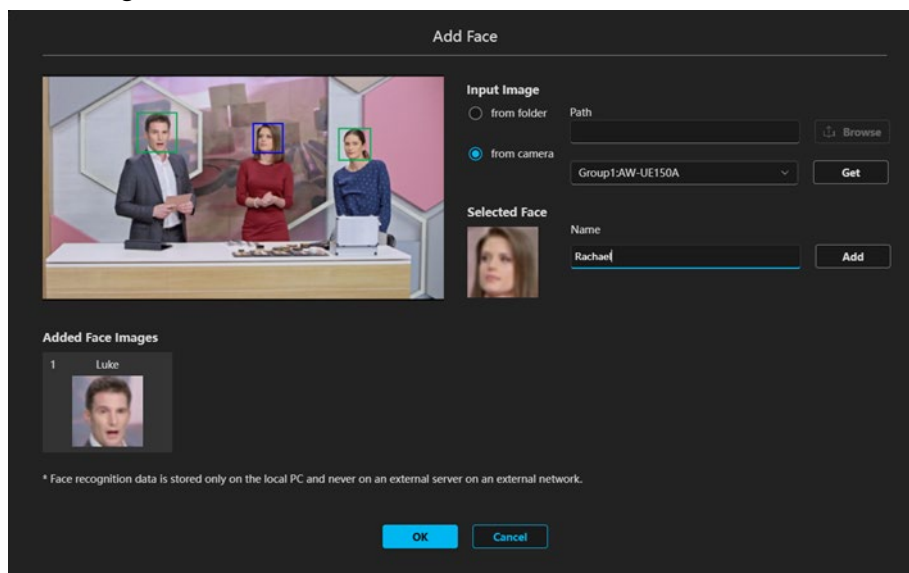 Add Face
Input Image
from folder
Path
Browse
from camera
Group1:AW-UE150A
Get
Selected Face
Name
Rachael
Add
Added Face Images
1 Luke
* Face recognition data is stored only on the local PC and never on an external server on an external network.
OK
Cancel